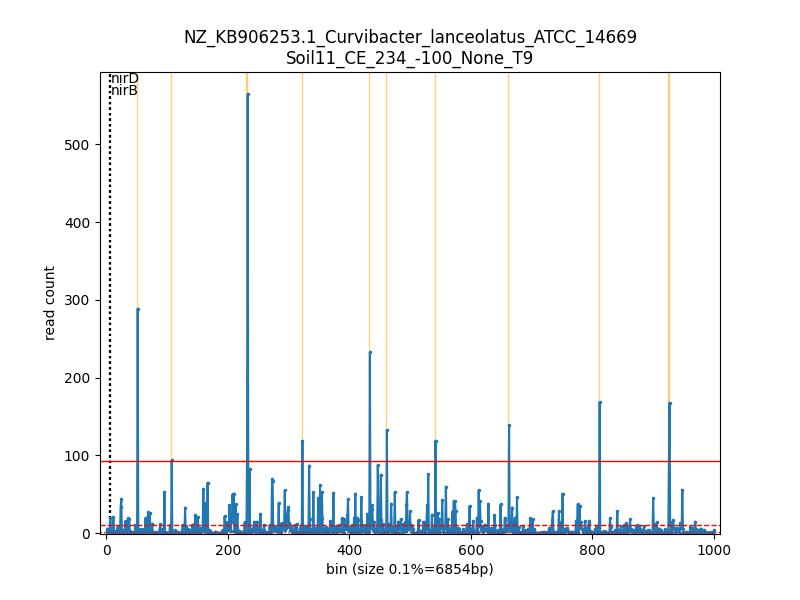 NZ_KB906253.1_Curvibacter_lanceolatus_ATCC_14669
Soil11_CE_234_-100_None_T9
nirD
nirB
read count
500
400
300
200
100
0
0 200 400 600 800 1000
bin (size 0.1%=6854bp)